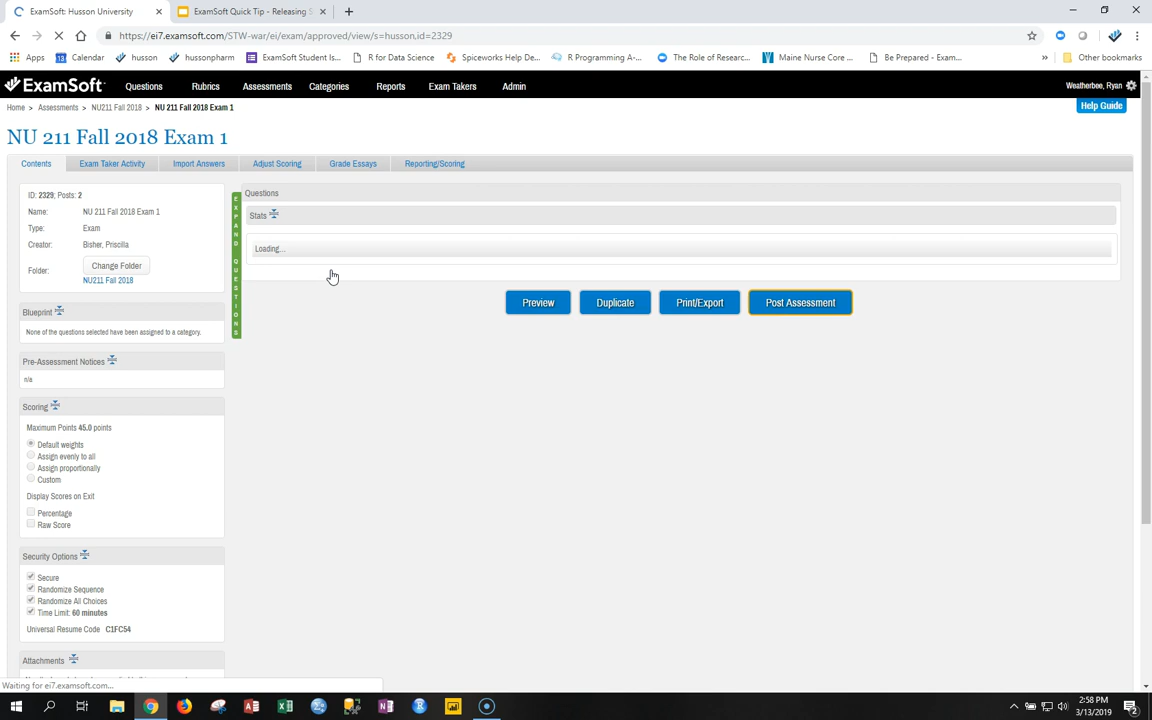 ExamSoft: Husson University
ExamSoft Quick Tip - Releasing S
https://ei7.examsoft.com/STW-war/ei/exam/approved/view/s=husson,id=2329
Apps
Calendar
husson
hussonpharm
ExamSoft Student Is...
R for Data Science
Spiceworks Help De...
R Programming A-...
The Role of Researc...
Maine Nurse Core ...
Be Prepared - Exam...
»
Other bookmarks
ExamSoft
Questions
Rubrics
Assessments
Categories
Reports
Exam Takers
Admin
Weatherbee, Ryan
Home > Assessments > NU211 Fall 2018 > NU 211 Fall 2018 Exam 1
Help Guide
NU 211 Fall 2018 Exam 1
Contents
Exam Taker Activity
Import Answers
Adjust Scoring
Grade Essays
Reporting/Scoring
ID: 2329; Posts: 2
Name: NU 211 Fall 2018 Exam 1
Type: Exam
Creator: Bisher, Priscilla
Folder: Change Folder
NU211 Fall 2018
Blueprint
None of the questions selected have been assigned to a category.
Pre-Assessment Notices
n/a
Scoring
Maximum Points 45.0 points
Default weights
Assign evenly to all
Assign proportionally
Custom
Display Scores on Exit
Percentage
Raw Score
Security Options
Secure
Randomize Sequence
Randomize All Choices
Time Limit: 60 minutes
Universal Resume Code C1FC54
Attachments
EXPAND QUESTIONS
Questions
Stats
Loading...
Preview
Duplicate
Print/Export
Post Assessment
Waiting for ei7.examsoft.com...
2:58 PM
3/13/2019
2